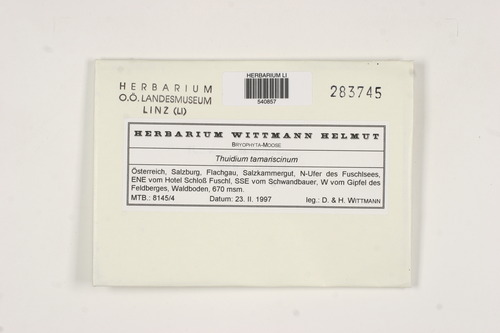 HERBARIUM
O.Ö. LANDESMUSEUM
LINZ (LI)
HERBARIUM LI
540857
283745
HERBARIUM WITTMANN HELMUT
BRYOPHYTA-MOOSE
Thuidium tamariscinum
Österreich, Salzburg, Flachgau, Salzkammergut, N-Ufer des Fuschlsees,
ENE vom Hotel Schloß Fuschl, SSE vom Schwandbauer, W vom Gipfel des
Feldberges, Waldboden, 670 msm.
MTB.: 8145/4 Datum: 23. II. 1997 leg.: D. & H. WITTMANN